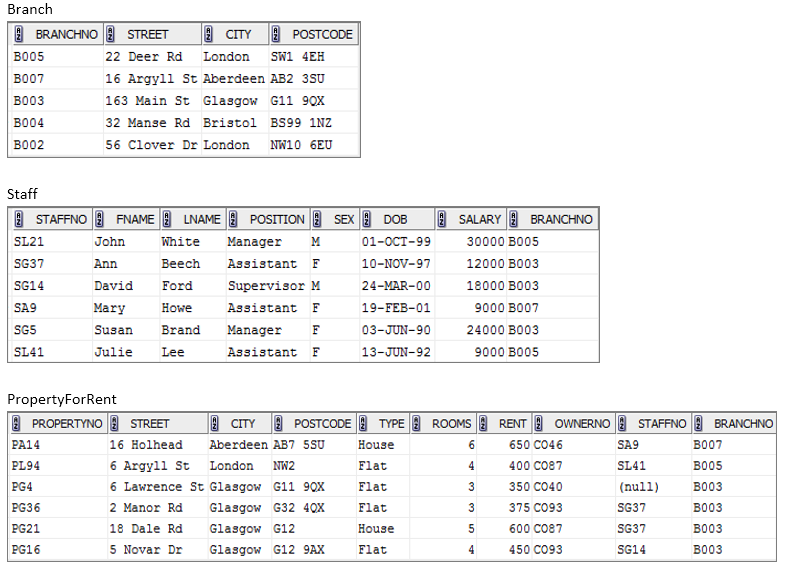 Branch
BRANCHNO STREET CITY POSTCODE
B005 22 Deer Rd London SW1 4EH
B007 16 Argyll St Aberdeen AB2 3SU
B003 163 Main St Glasgow G11 9QX
B004 32 Manse Rd Bristol BS99 1NZ
B002 56 Clover Dr London NW10 6EU
Staff
STAFFNO FNAME LNAME POSITION SEX DOB SALARY BRANCHNO
SL21 John White Manager M 01-OCT-99 30000 B005
SG37 Ann Beech Assistant F 10-NOV-97 12000 B003
SG14 David Ford Supervisor M 24-MAR-00 18000 B003
SA9 Mary Howe Assistant F 19-FEB-01 9000 B007
SG5 Susan Brand Manager F 03-JUN-90 24000 B003
SL41 Julie Lee Assistant F 13-JUN-92 9000 B005
PropertyForRent
PROPERTYNO STREET CITY POSTCODE TYPE ROOMS RENT OWNERNO STAFFNO BRANCHNO
PA14 16 Holhead Aberdeen AB7 5SU House 6 650 CO46 SA9 B007
PL94 6 Argyll St London NW2 Flat 4 400 CO87 SL41 B005
PG4 6 Lawrence St Glasgow G11 9QX Flat 3 350 CO40 (null) B003
PG36 2 Manor Rd Glasgow G32 4QX Flat 3 375 CO93 SG37 B003
PG21 18 Dale Rd Glasgow G12 House 5 600 CO87 SG37 B003
PG16 5 Novar Dr Glasgow G12 9AX Flat 4 450 CO93 SG14 B003